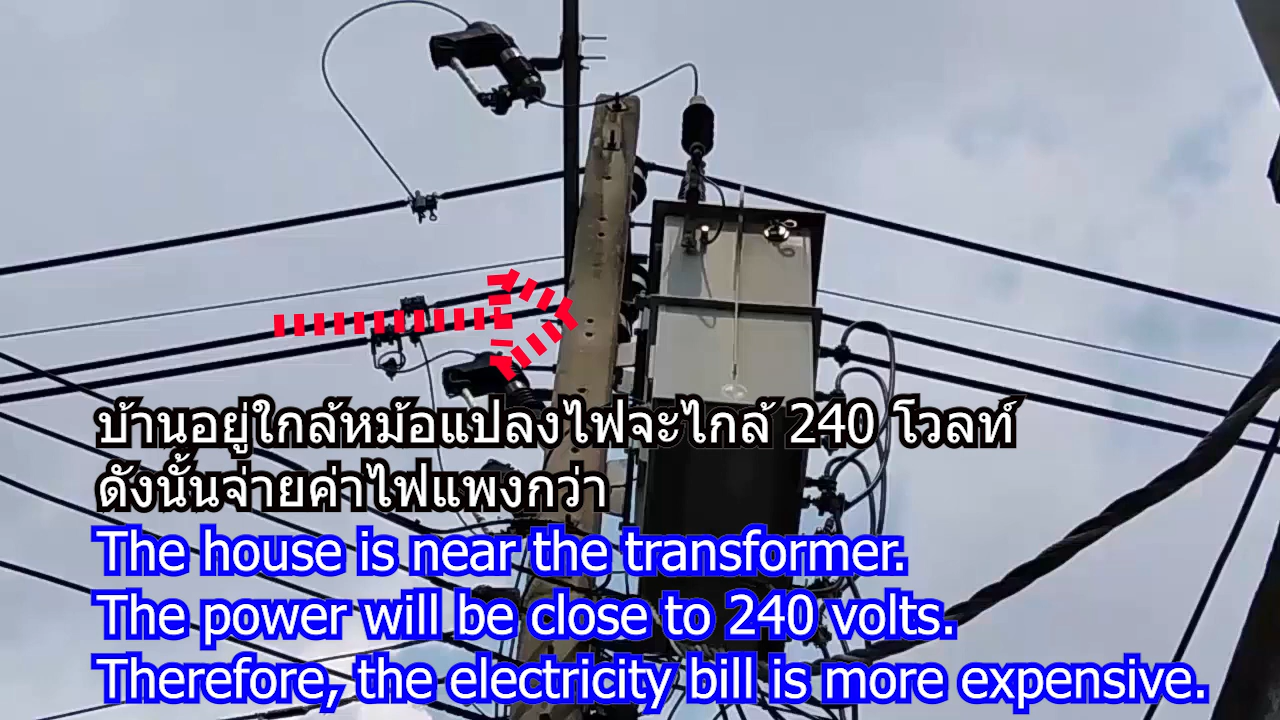 บ้านอยู่ใกล้หม้อแปลงไฟจะไกล้ 240 โวลท์
ดังนั้นจ่ายค่าไฟแพงกว่า
The house is near the transformer.
The power will be close to 240 volts.
Therefore, the electricity bill is more expensive.